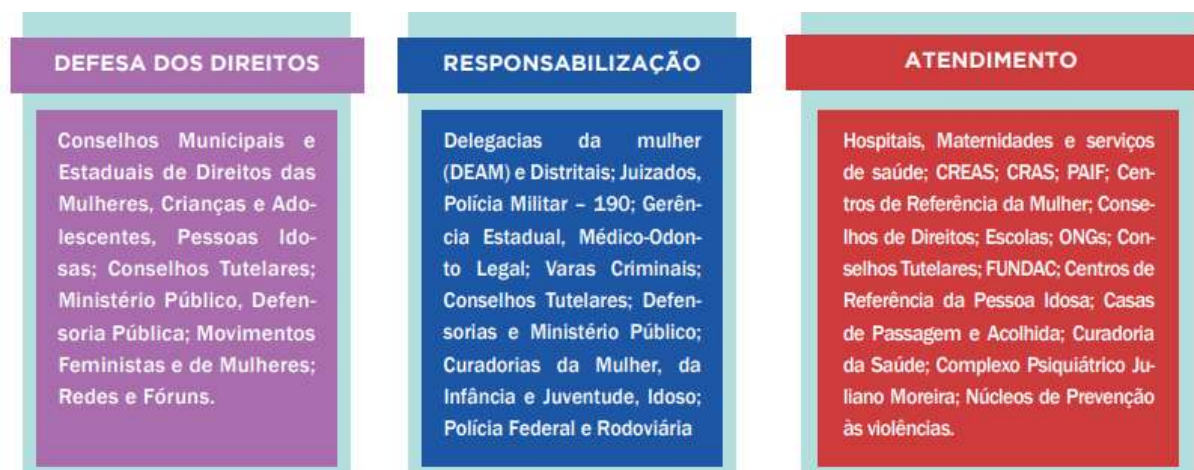 DEFESA DOS DIREITOS
Conselhos Municipais e
Estaduais de Direitos das
Mulheres, Crianças e Ado-
lescentes, Pessoas Ido-
sas; Conselhos Tutelares;
Ministério Público, Defen-
soria Pública; Movimentos
Feministas e de Mulheres;
Redes e Fóruns.
RESPONSABILIZAÇÃO
Delegacias da mulher
(DEAM) e Distritais; Juizados,
Polícia Militar – 190; Gerên-
cia Estadual, Médico-Odon-
to Legal; Varas Criminais;
Conselhos Tutelares; Defen-
sorias e Ministério Público;
Curadorias da Mulher, da
Infância e Juventude, Idoso;
Polícia Federal e Rodoviária
ATENDIMENTO
Hospitais, Maternidades e serviços
de saúde; CREAS; CRAS; PAIF; Cen-
tros de Referência da Mulher; Conse-
lhos de Direitos; Escolas; ONGs; Con-
selhos Tutelares; FUNDAC; Centros de
Referência da Pessoa Idosa; Casas
de Passagem e Acolhida; Curadoria
da Saúde; Complexo Psiquiátrico Ju-
liano Moreira; Núcleos de Prevenção
às violências.